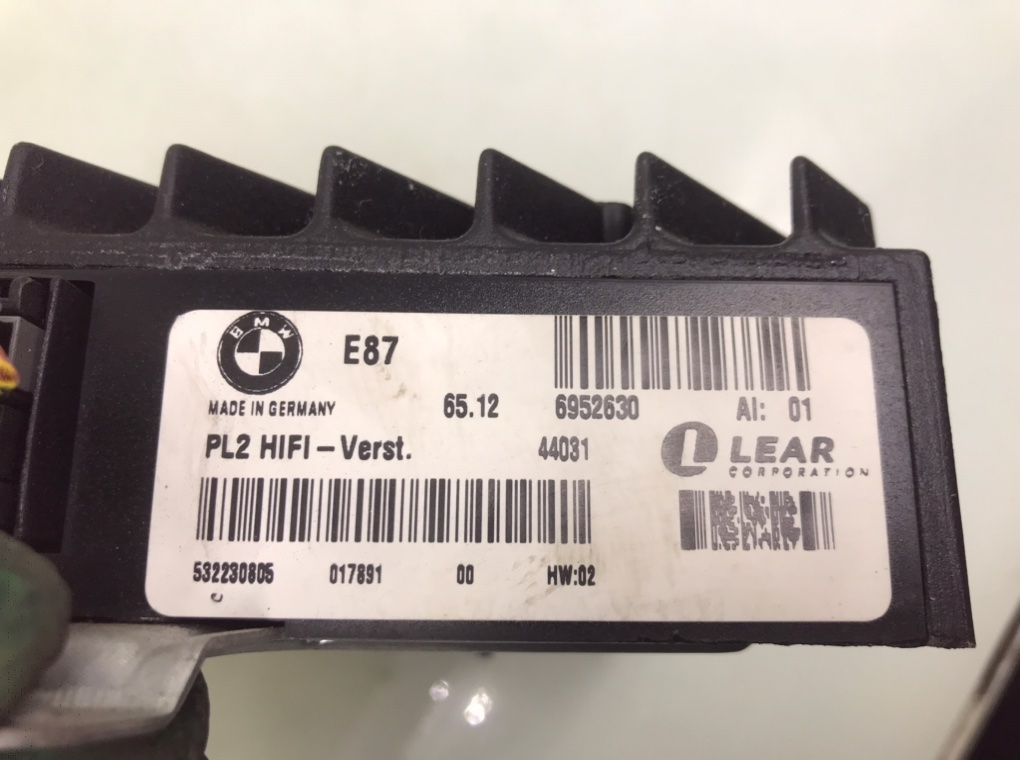 BMW
E87
MADE IN GERMANY 65.12 6952630 AI: 01
PL2 HIFI-Verst. 44031 LEAR
CORPORATION
532230805 017891 00 HW:02
C